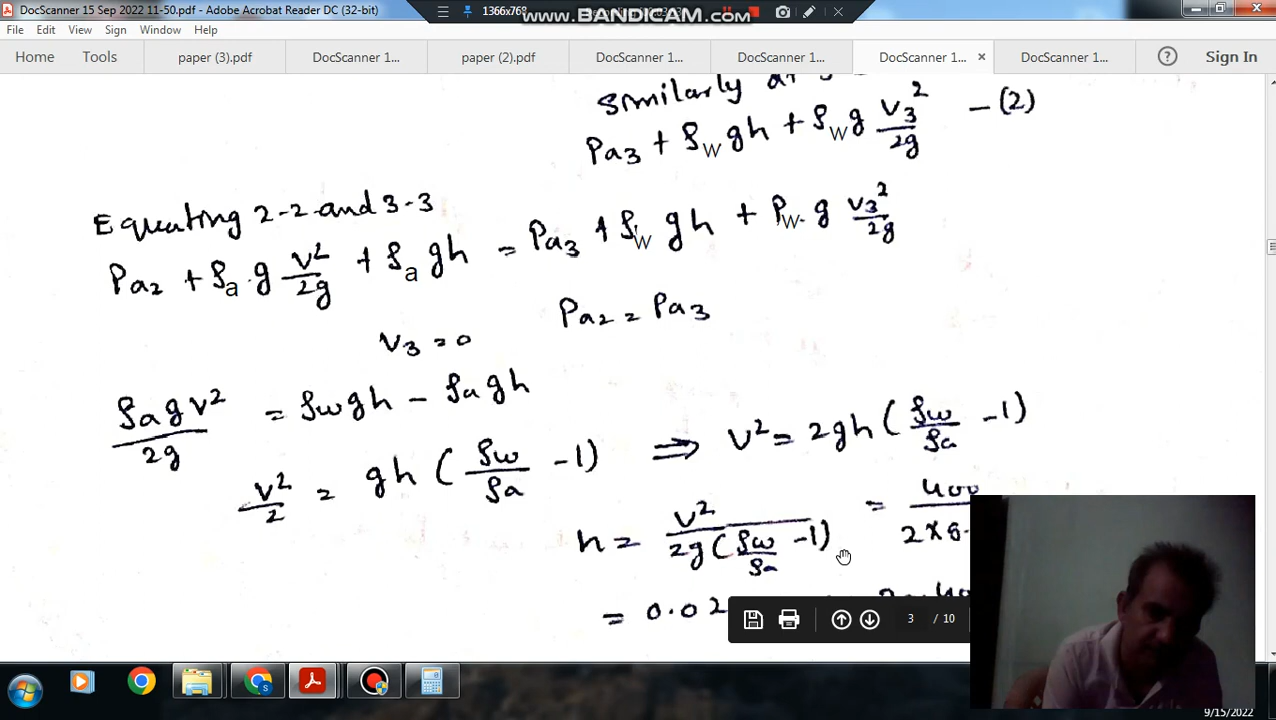 DocScanner 15 Sep 2022 11-50.pdf - Adobe Acrobat Reader DC (32-bit)
1366x768
www.BANDICAM.com
File Edit View Sign Window Help
Home Tools paper (3).pdf DocScanner 1... paper (2).pdf DocScanner 1... DocScanner 1... DocScanner 1... × DocScanner 1... Sign In
Similarly at
Pa3 + ρw gh + ρw g v3²/2g — (2)
Equating 2-2 and 3-3
Pa2 + ρa·g v²/2g + ρa gh = Pa3 + ρw gh + ρw·g v3²/2g
v3 = 0 Pa2 = Pa3
ρa g v²/2g = ρw gh − ρa gh
v²/2 = gh (ρw/ρa − 1) ⇒ v² = 2gh (ρw/ρa − 1)
h = v²/2g(ρw/ρa − 1) = 400
= 0.02
3 / 10
9/15/2022